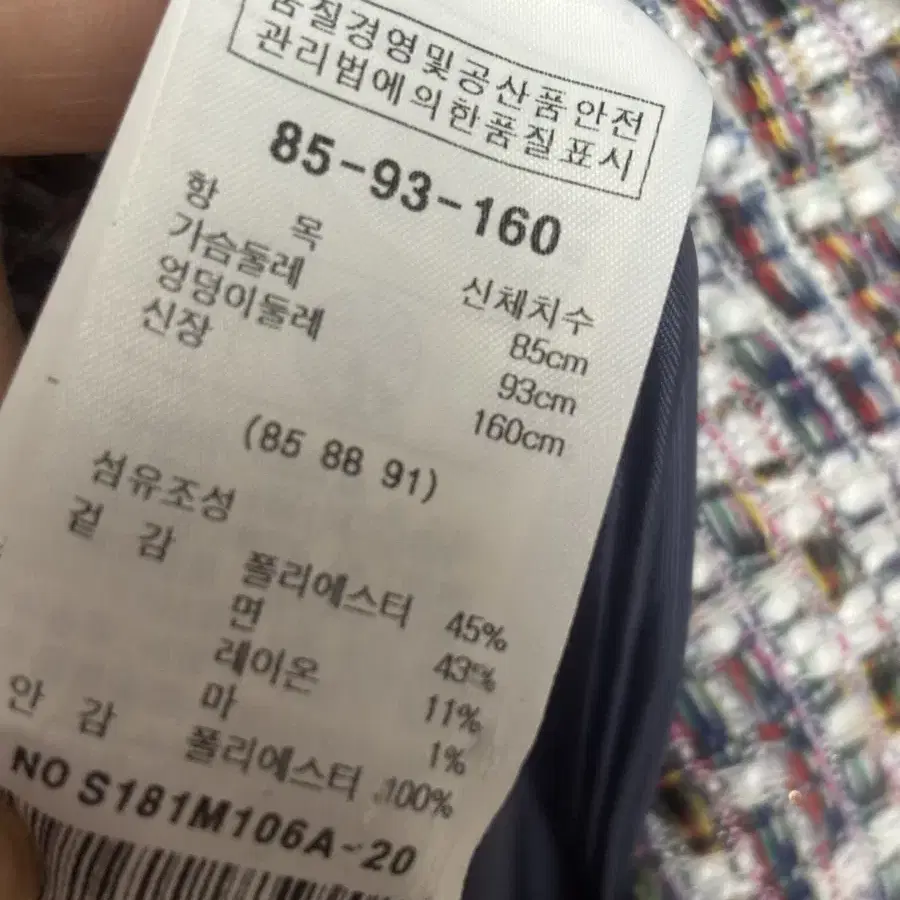 품질경영및공산품안전
관리법에의한품질표시
85-93-160
항 목 신체치수
가슴둘레 85cm
엉덩이둘레 93cm
신장 160cm
(85 88 91)
섬유조성
겉 감 폴리에스터 45%
면 43%
레이온 11%
마 1%
안 감 폴리에스터 100%
NO S181M106A-20